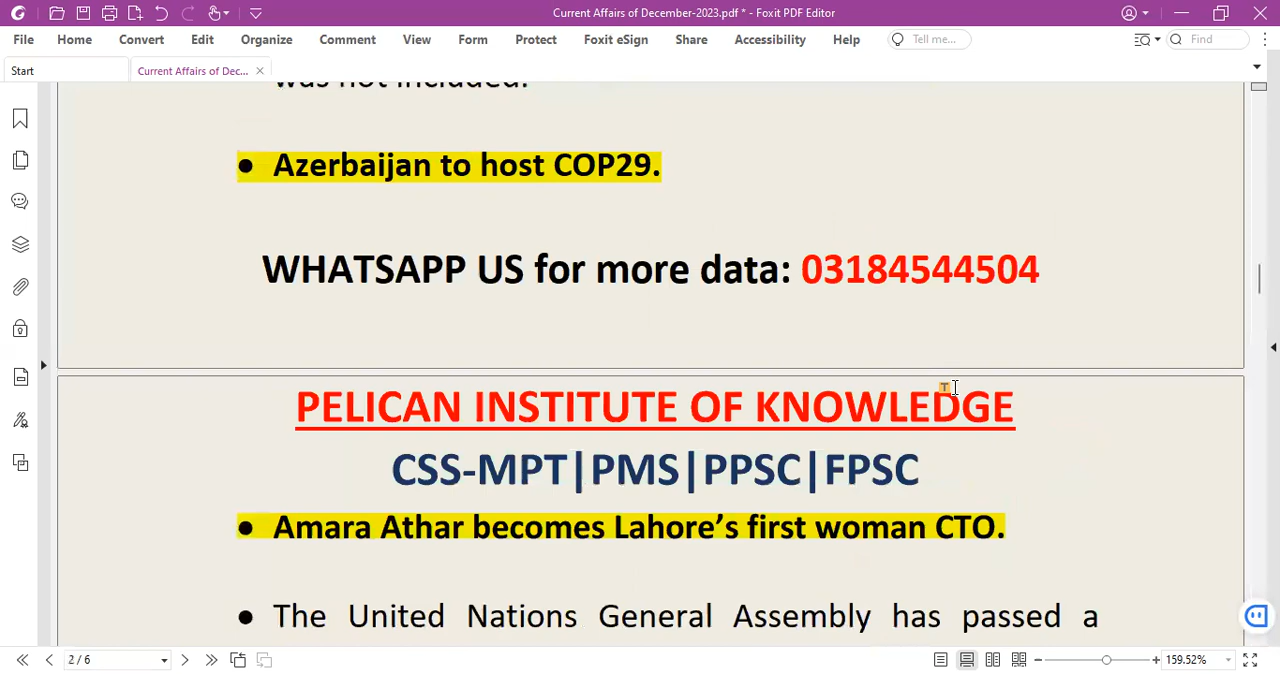 Current Affairs of December-2023.pdf * - Foxit PDF Editor
File Home Convert Edit Organize Comment View Form Protect Foxit eSign Share Accessibility Help Tell me... Find
Start Current Affairs of Dec...
was not included.
● Azerbaijan to host COP29.
WHATSAPP US for more data: 03184544504
PELICAN INSTITUTE OF KNOWLEDGE
CSS-MPT|PMS|PPSC|FPSC
● Amara Athar becomes Lahore's first woman CTO.
● The United Nations General Assembly has passed a
2 / 6 159.52%